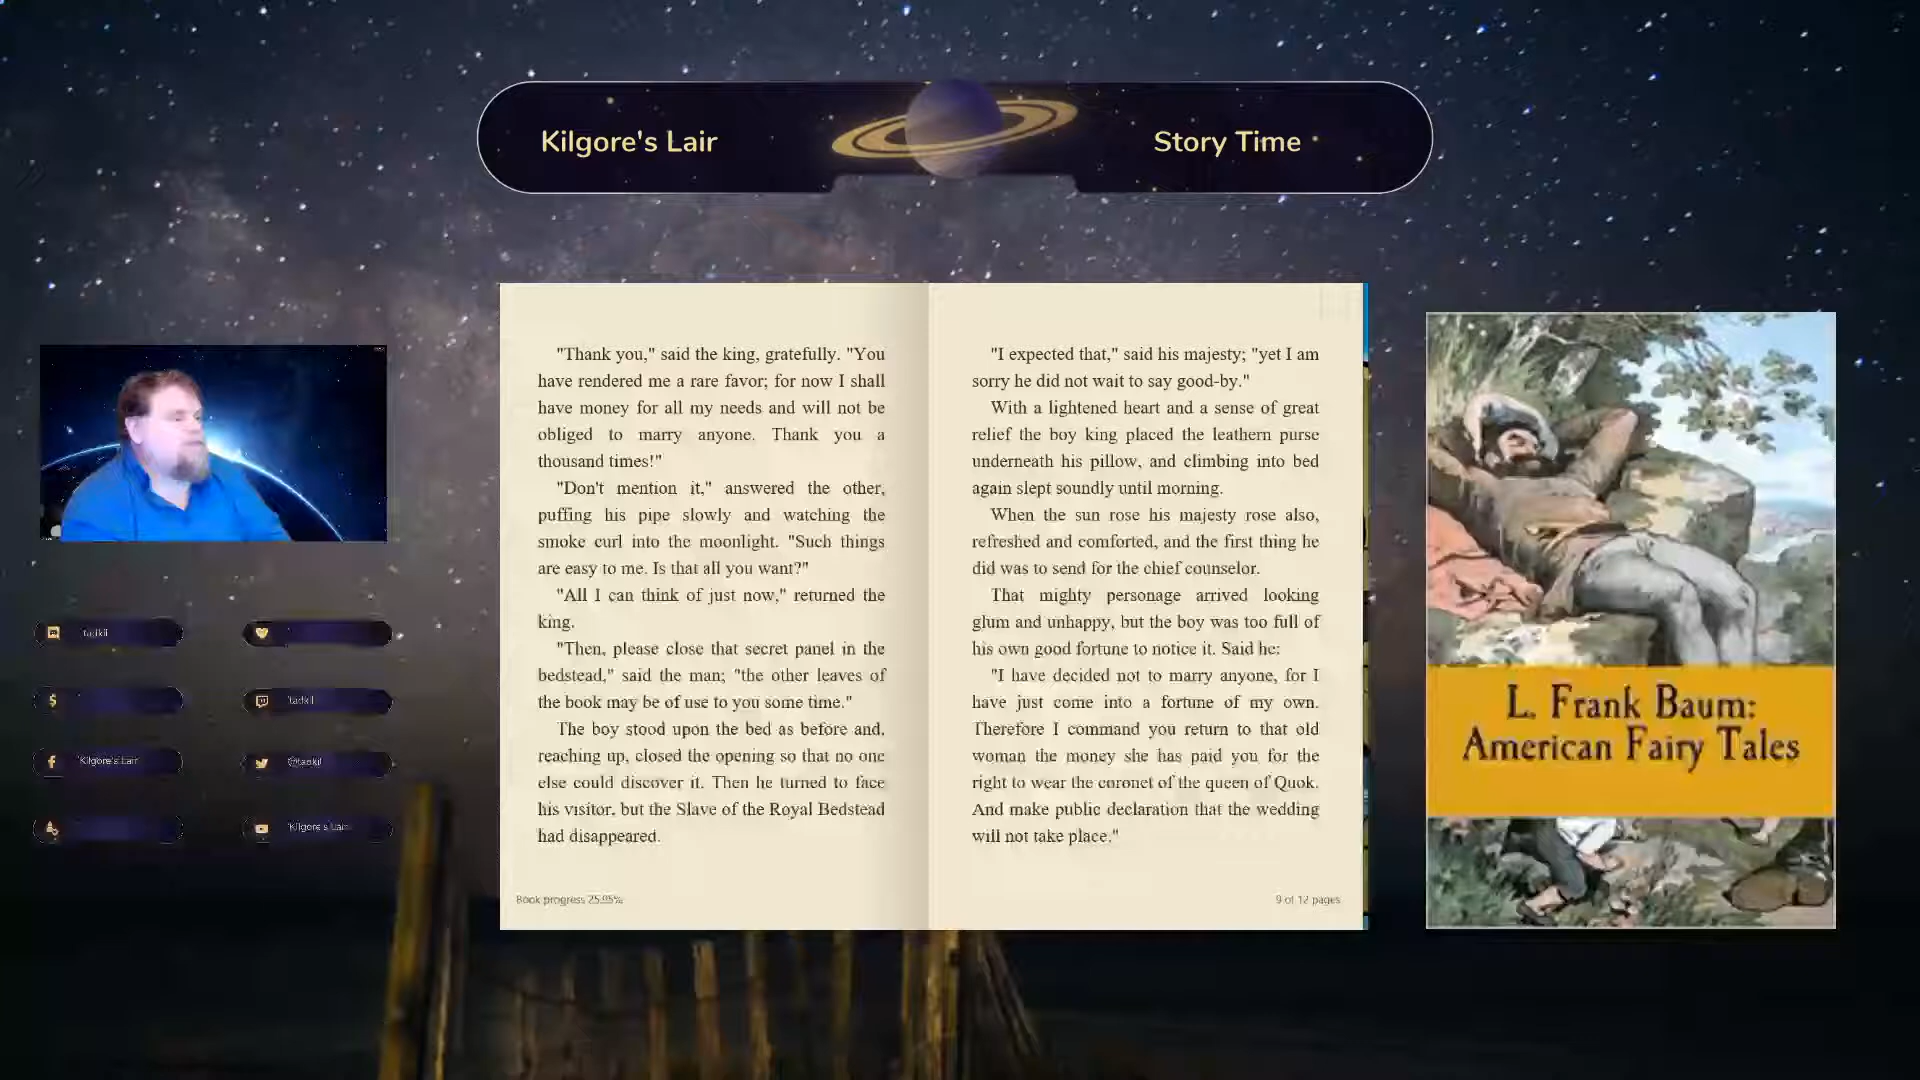 Kilgore's Lair
Story Time
"Thank you," said the king, gratefully. "You
have rendered me a rare favor; for now I shall
have money for all my needs and will not be
obliged to marry anyone. Thank you a
thousand times!"
"Don't mention it," answered the other,
puffing his pipe slowly and watching the
smoke curl into the moonlight. "Such things
are easy to me. Is that all you want?"
"All I can think of just now," returned the
king.
"Then, please close that secret panel in the
bedstead," said the man; "the other leaves of
the book may be of use to you some time."
The boy stood upon the bed as before and,
reaching up, closed the opening so that no one
else could discover it. Then he turned to face
his visitor, but the Slave of the Royal Bedstead
had disappeared.
Book progress 25.95%
"I expected that," said his majesty; "yet I am
sorry he did not wait to say good-by."
With a lightened heart and a sense of great
relief the boy king placed the leathern purse
underneath his pillow, and climbing into bed
again slept soundly until morning.
When the sun rose his majesty rose also,
refreshed and comforted, and the first thing he
did was to send for the chief counselor.
That mighty personage arrived looking
glum and unhappy, but the boy was too full of
his own good fortune to notice it. Said he:
"I have decided not to marry anyone, for I
have just come into a fortune of my own.
Therefore I command you return to that old
woman the money she has paid you for the
right to wear the coronet of the queen of Quok.
And make public declaration that the wedding
will not take place."
9 of 12 pages
L. Frank Baum:
American Fairy Tales
$
Kilgore's Lair
Kilgore's Lair